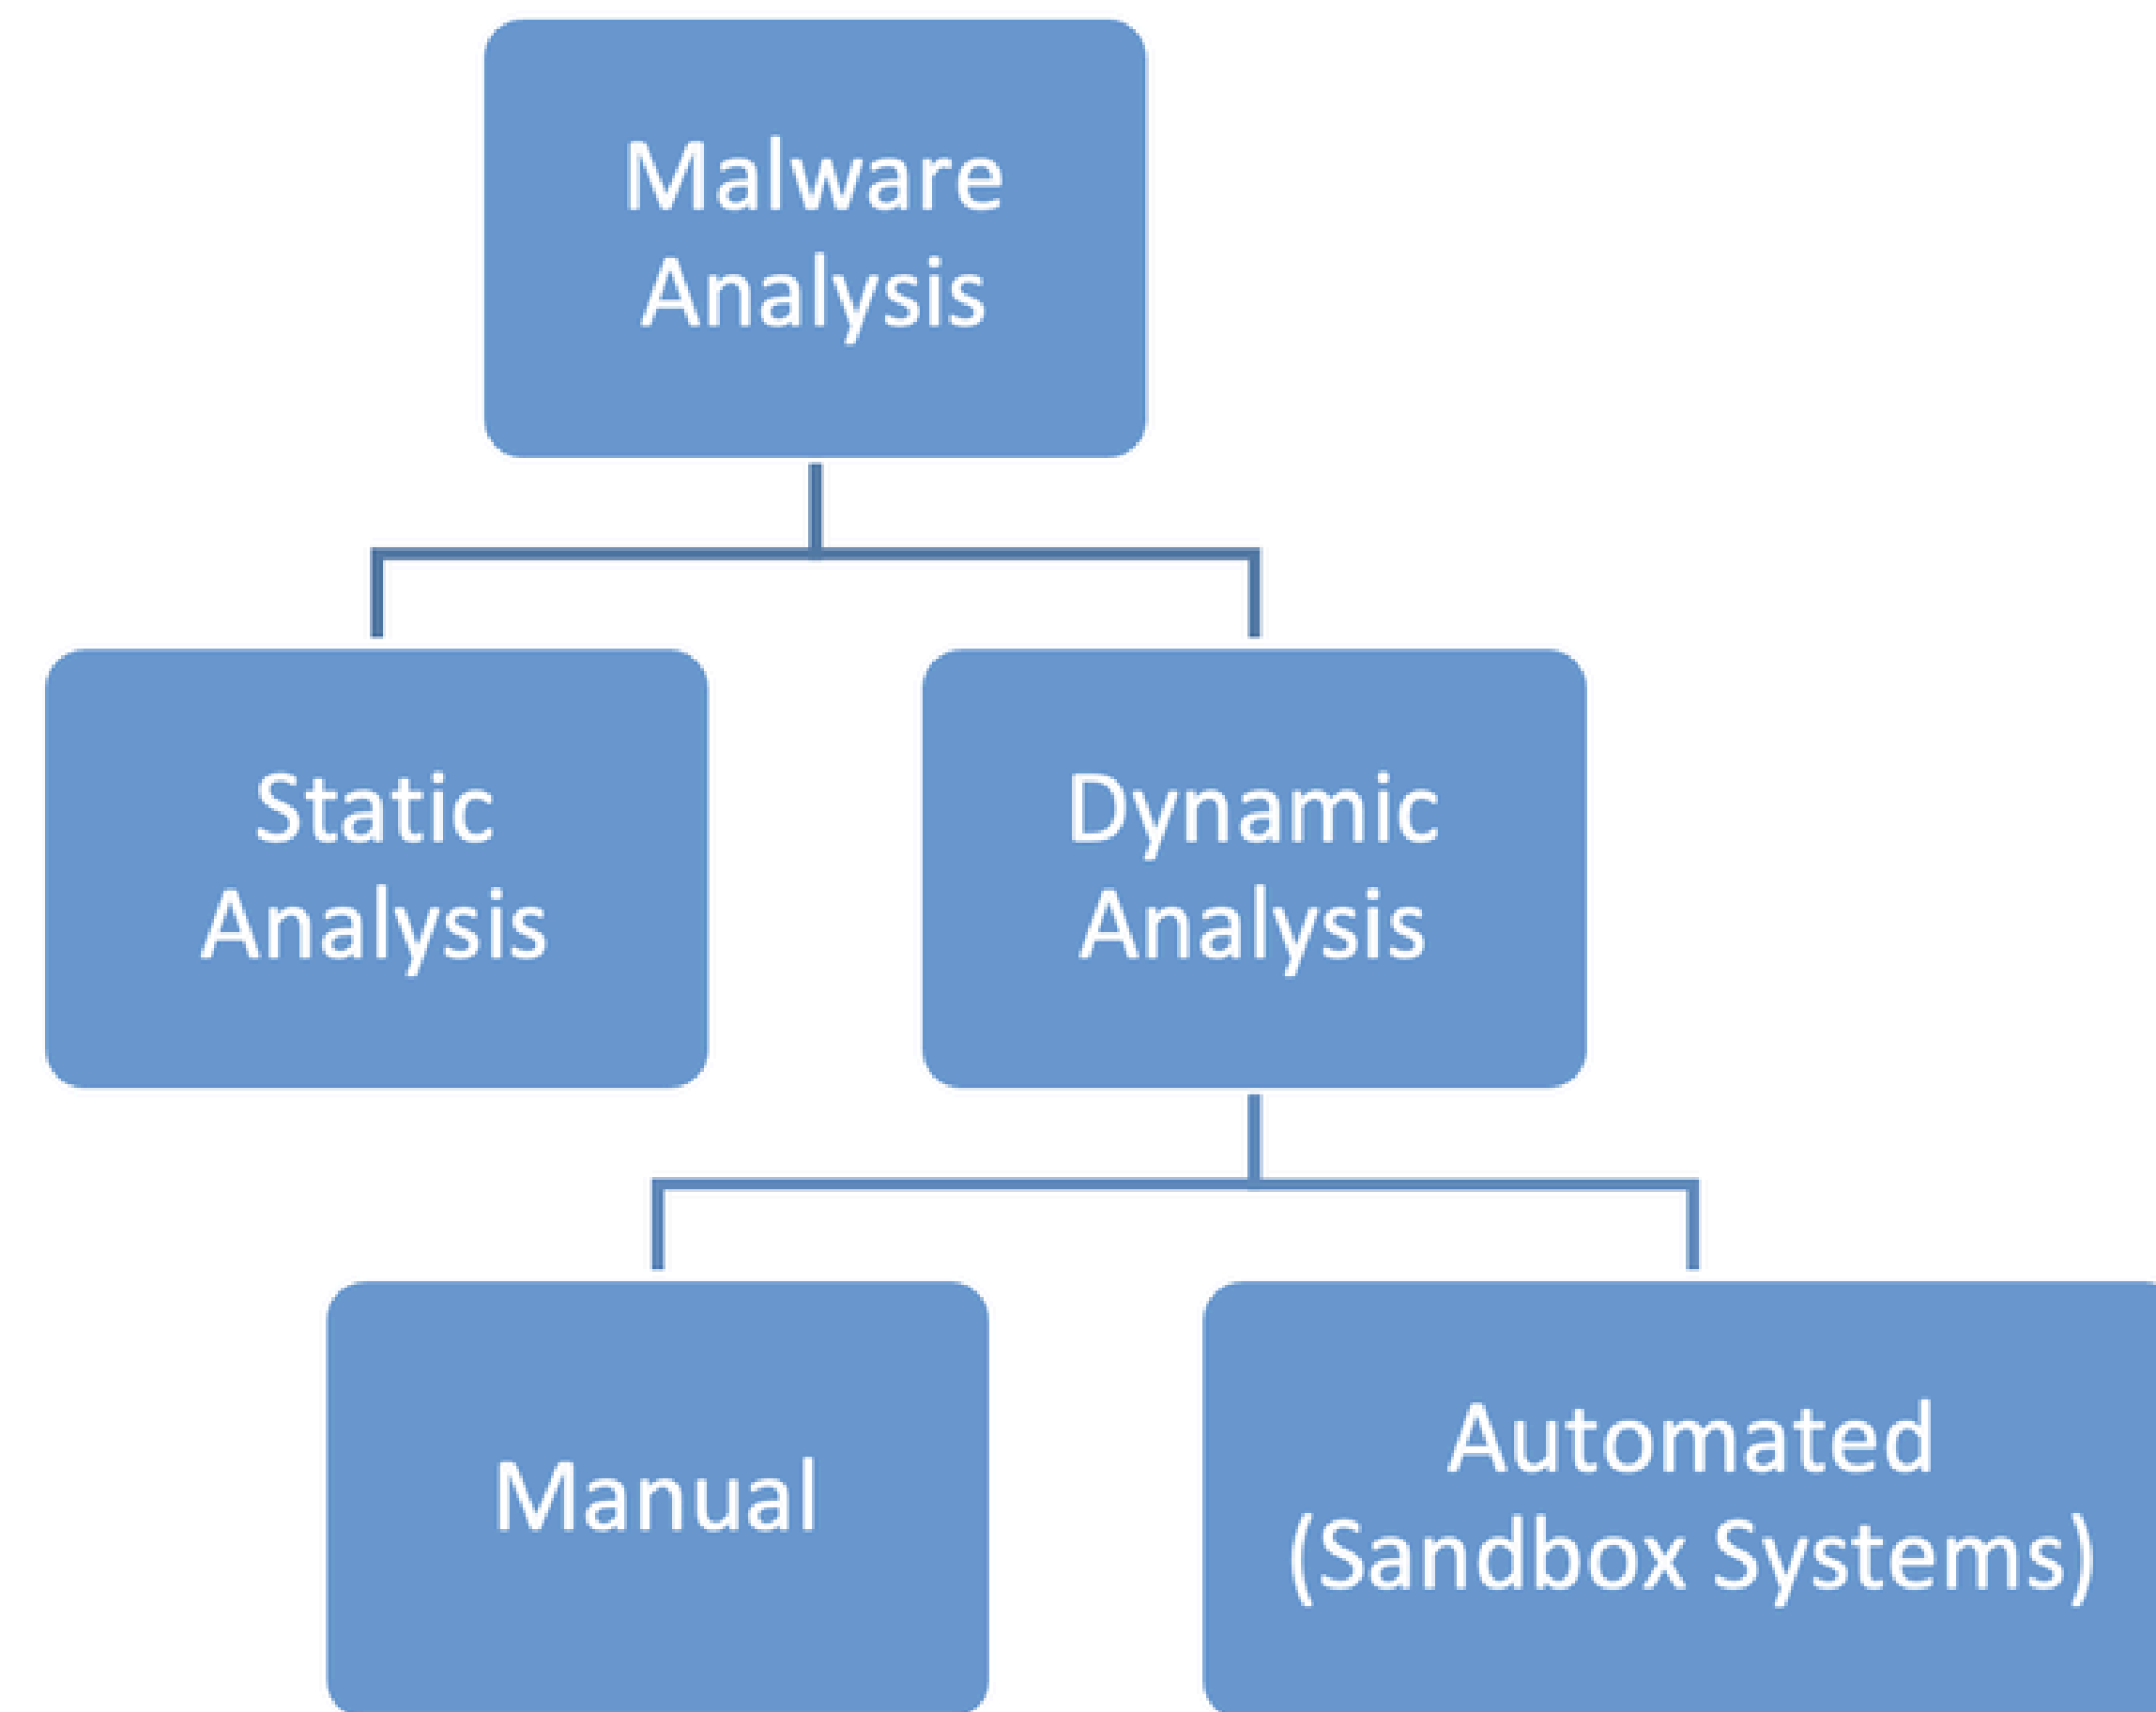 Malware
Analysis
Static
Analysis
Dynamic
Analysis
Manual
Automated
(Sandbox Systems)